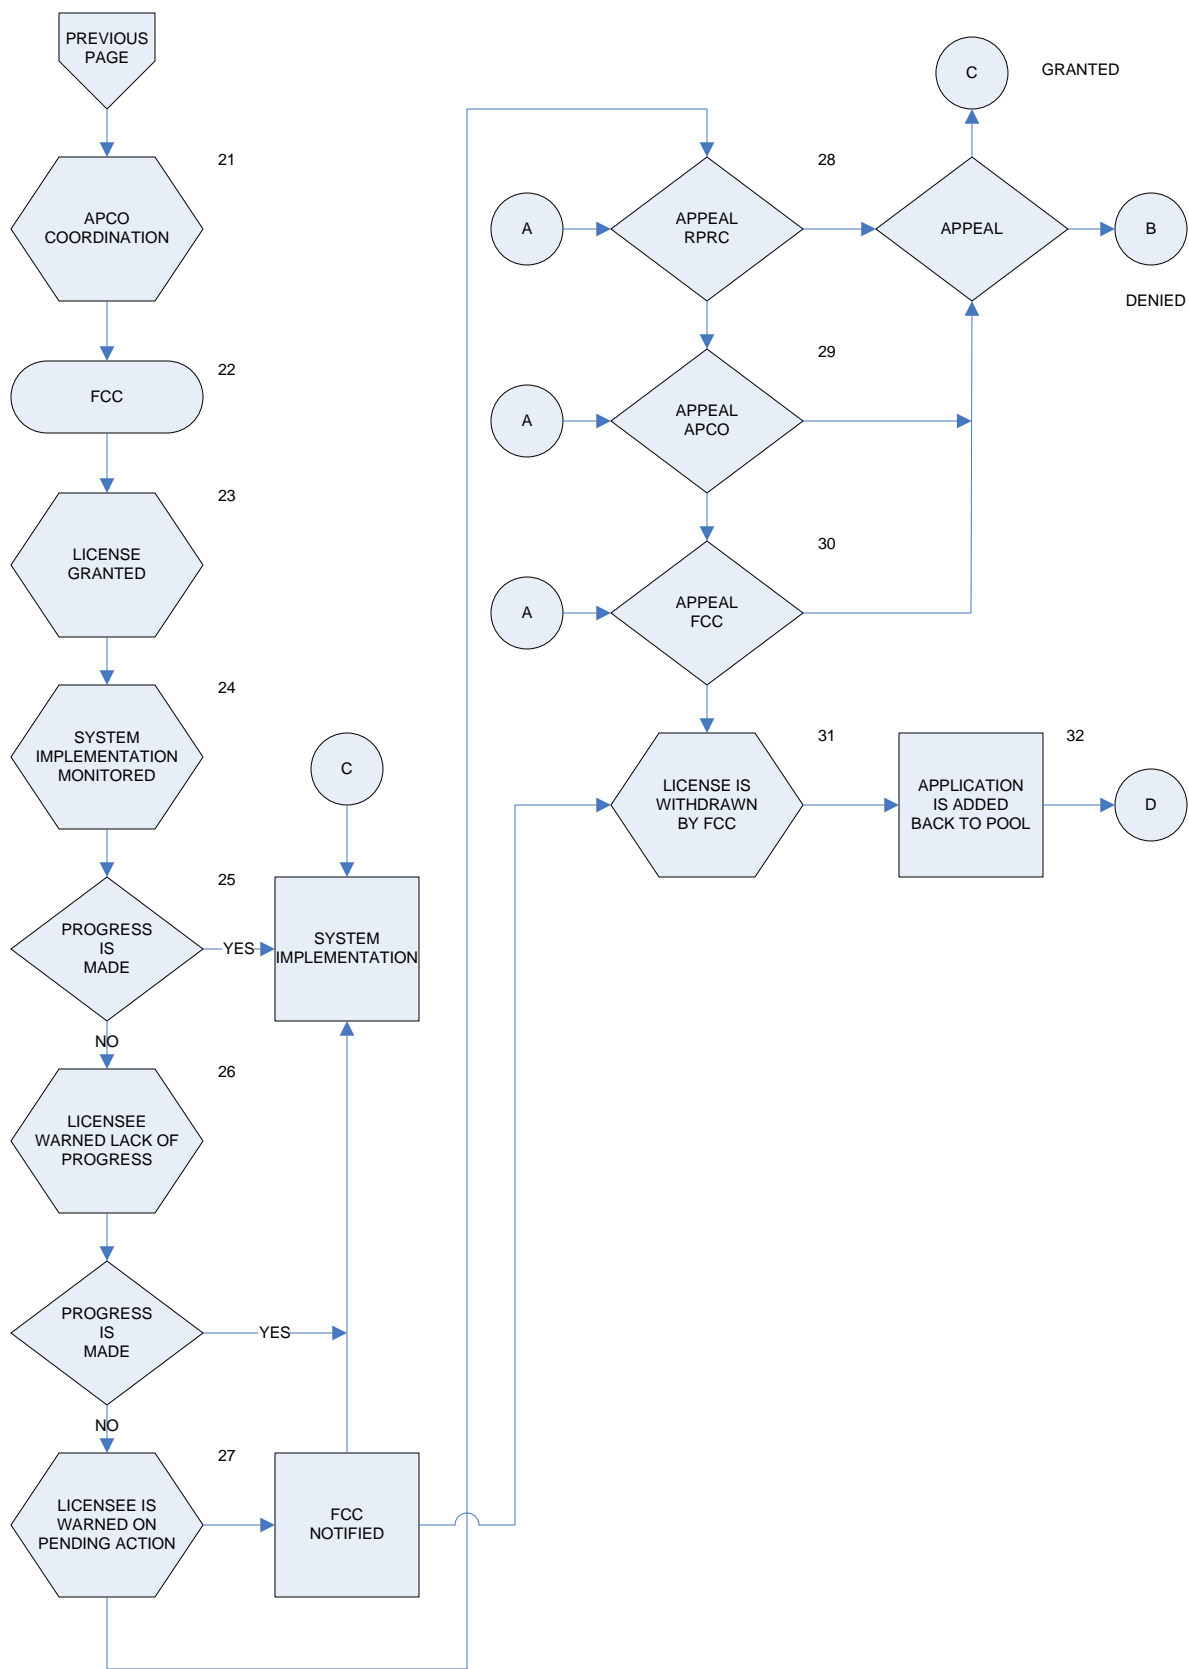 PREVIOUS
PAGE
21
APCO
COORDINATION
22
FCC
23
LICENSE
GRANTED
24
SYSTEM
IMPLEMENTATION
MONITORED
25
PROGRESS
IS
MADE
YES
C
SYSTEM
IMPLEMENTATION
NO
26
LICENSEE
WARNED LACK OF
PROGRESS
PROGRESS
IS
MADE
YES
NO
27
LICENSEE IS
WARNED ON
PENDING ACTION
FCC
NOTIFIED
28
A
APPEAL
RPRC
APPEAL
C
GRANTED
B
DENIED
29
A
APPEAL
APCO
30
A
APPEAL
FCC
31
LICENSE IS
WITHDRAWN
BY FCC
32
APPLICATION
IS ADDED
BACK TO POOL
D